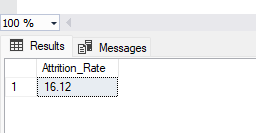 100 %
Results Messages
Attrition_Rate
1 16.12